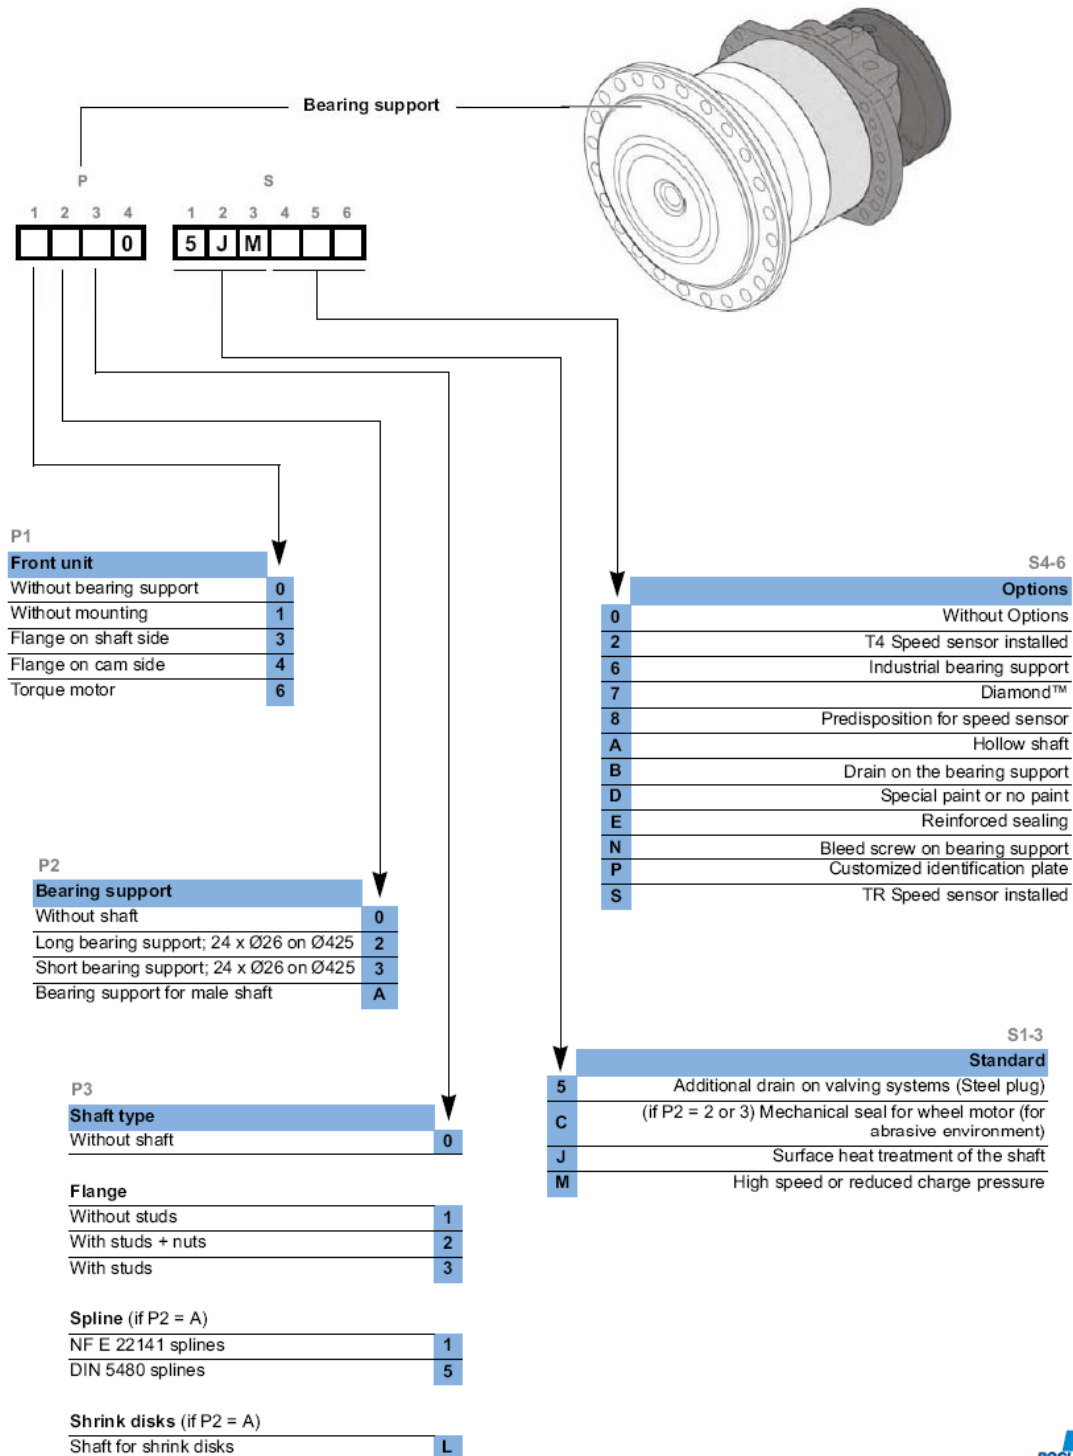 Bearing support
P S
1 2 3 4 1 2 3 4 5 6
0 5 J M
P1
Front unit
Without bearing support 0
Without mounting 1
Flange on shaft side 3
Flange on cam side 4
Torque motor 6
S4-6
Options
0 Without Options
2 T4 Speed sensor installed
6 Industrial bearing support
7 Diamond™
8 Predisposition for speed sensor
A Hollow shaft
B Drain on the bearing support
D Special paint or no paint
E Reinforced sealing
N Bleed screw on bearing support
P Customized identification plate
S TR Speed sensor installed
P2
Bearing support
Without shaft 0
Long bearing support; 24 x Ø26 on Ø425 2
Short bearing support; 24 x Ø26 on Ø425 3
Bearing support for male shaft A
S1-3
Standard
5 Additional drain on valving systems (Steel plug)
C (if P2 = 2 or 3) Mechanical seal for wheel motor (for
abrasive environment)
J Surface heat treatment of the shaft
M High speed or reduced charge pressure
P3
Shaft type
Without shaft 0
Flange
Without studs 1
With studs + nuts 2
With studs 3
Spline (if P2 = A)
NF E 22141 splines 1
DIN 5480 splines 5
Shrink disks (if P2 = A)
Shaft for shrink disks L